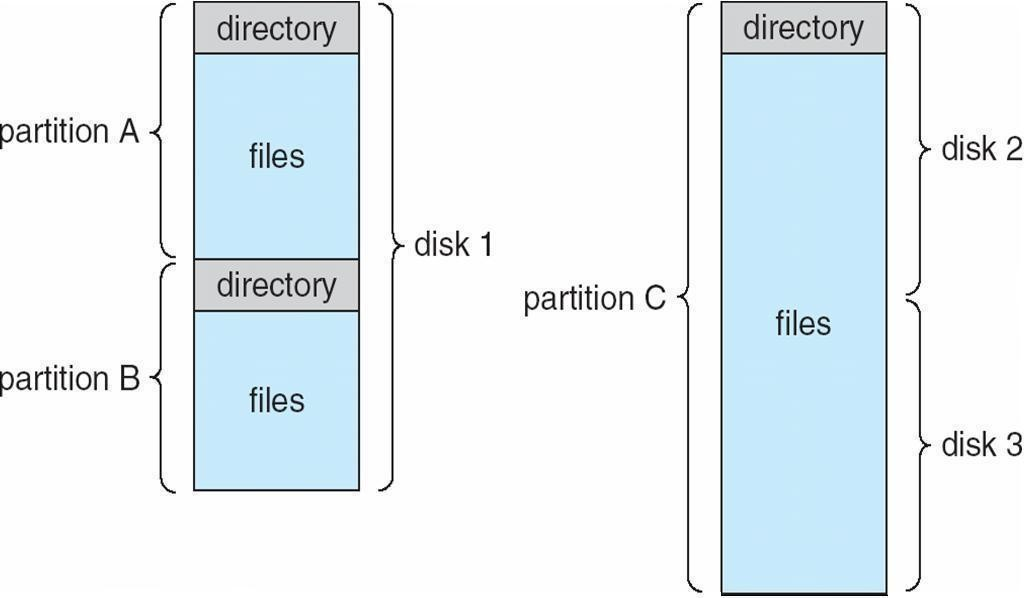 directory
partition A
files
disk 1
directory
partition B
files
directory
disk 2
partition C
files
disk 3